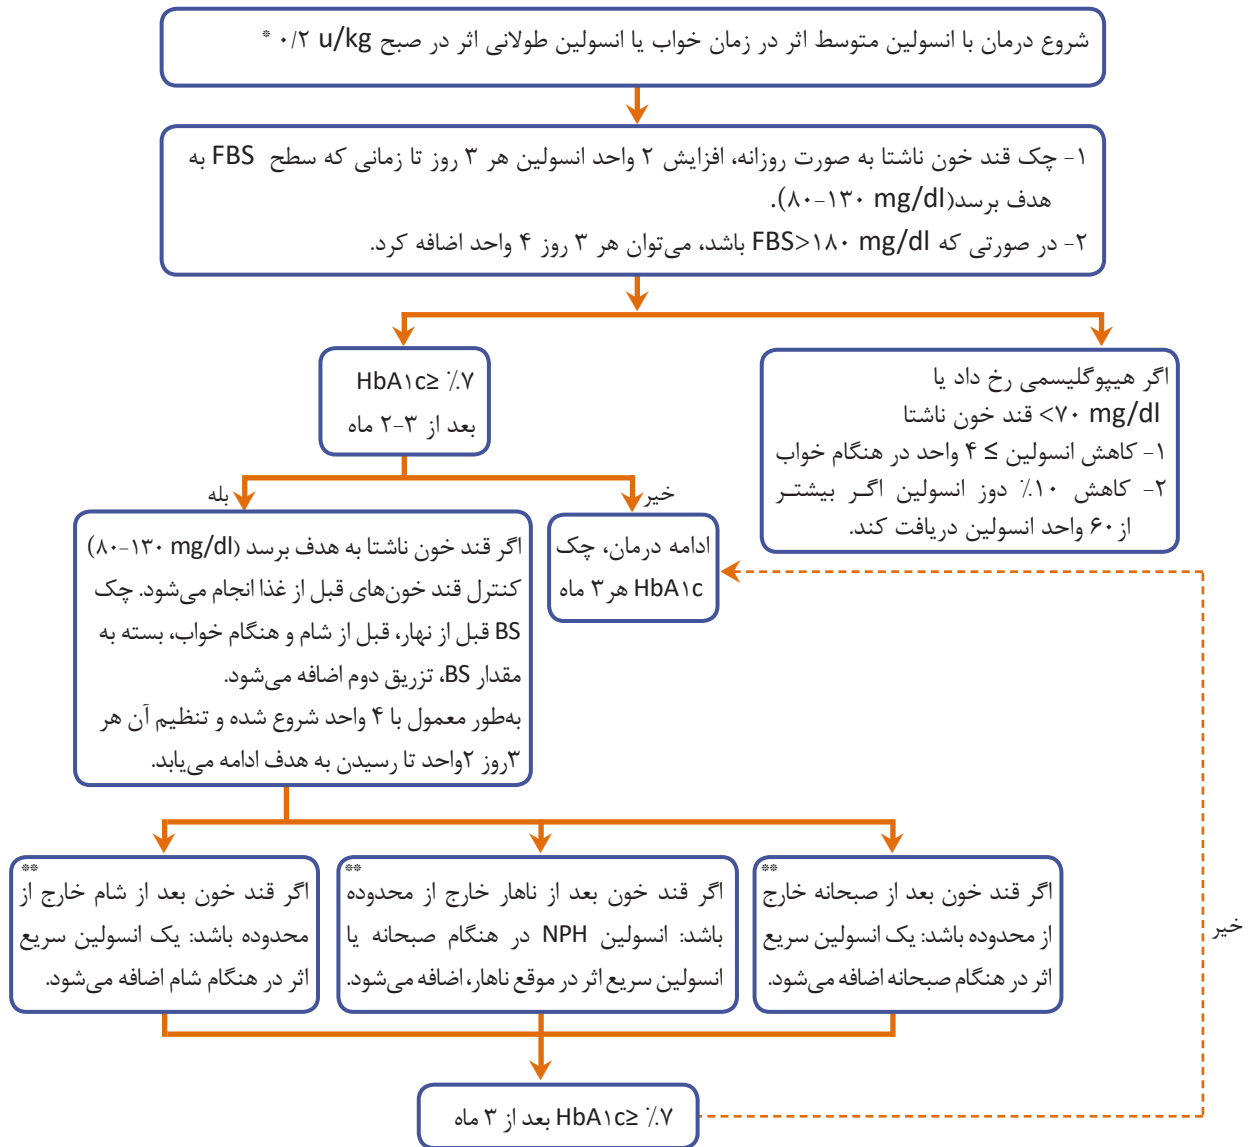 شروع درمان با انسولین متوسط اثر در زمان خواب یا انسولین طولانی اثر در صبح ۰/۲ u/kg *
۱- چک قند خون ناشتا به صورت روزانه، افزایش ۲ واحد انسولین هر ۳ روز تا زمانی که سطح FBS به
هدف برسد(۸۰-۱۳۰ mg/dl).
۲- در صورتی که FBS>۱۸۰ mg/dl باشد، می‌توان هر ۳ روز ۴ واحد اضافه کرد.
اگر هیپوگلیسمی رخ داد یا
قند خون ناشتا <۷۰ mg/dl
۱- کاهش انسولین ≥ ۴ واحد در هنگام خواب
۲- کاهش ۱۰٪ دوز انسولین اگر بیشتر
از ۶۰ واحد انسولین دریافت کند.
HbA۱c≥ ٪۷
بعد از ۳-۲ ماه
خیر
بله
ادامه درمان، چک
HbA۱c هر ۳ ماه
اگر قند خون ناشتا به هدف برسد (۸۰-۱۳۰ mg/dl)
کنترل قند خون‌های قبل از غذا انجام می‌شود. چک
BS قبل از نهار، قبل از شام و هنگام خواب، بسته به
مقدار BS، تزریق دوم اضافه می‌شود.
به‌طور معمول با ۴ واحد شروع شده و تنظیم آن هر
۳روز ۲واحد تا رسیدن به هدف ادامه می‌یابد.
**
اگر قند خون بعد از صبحانه خارج
از محدوده باشد: یک انسولین سریع
اثر در هنگام صبحانه اضافه می‌شود.
**
اگر قند خون بعد از ناهار خارج از محدوده
باشد: انسولین NPH در هنگام صبحانه یا
انسولین سریع اثر در موقع ناهار، اضافه می‌شود.
**
اگر قند خون بعد از شام خارج از
محدوده باشد: یک انسولین سریع
اثر در هنگام شام اضافه می‌شود.
خیر
HbA۱c≥ ٪۷ بعد از ۳ ماه